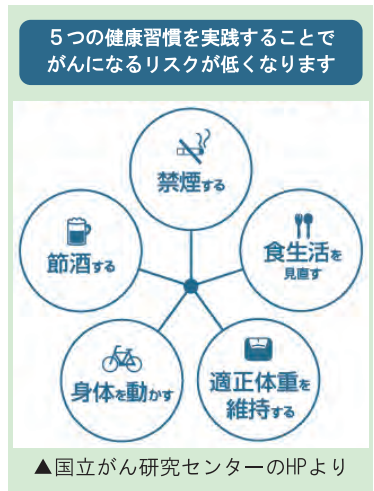 ５つの健康習慣を実践することで
がんになるリスクが低くなります
禁煙する
節酒する
食生活を
見直す
身体を動かす
適正体重を
維持する
▲国立がん研究センターのHPより